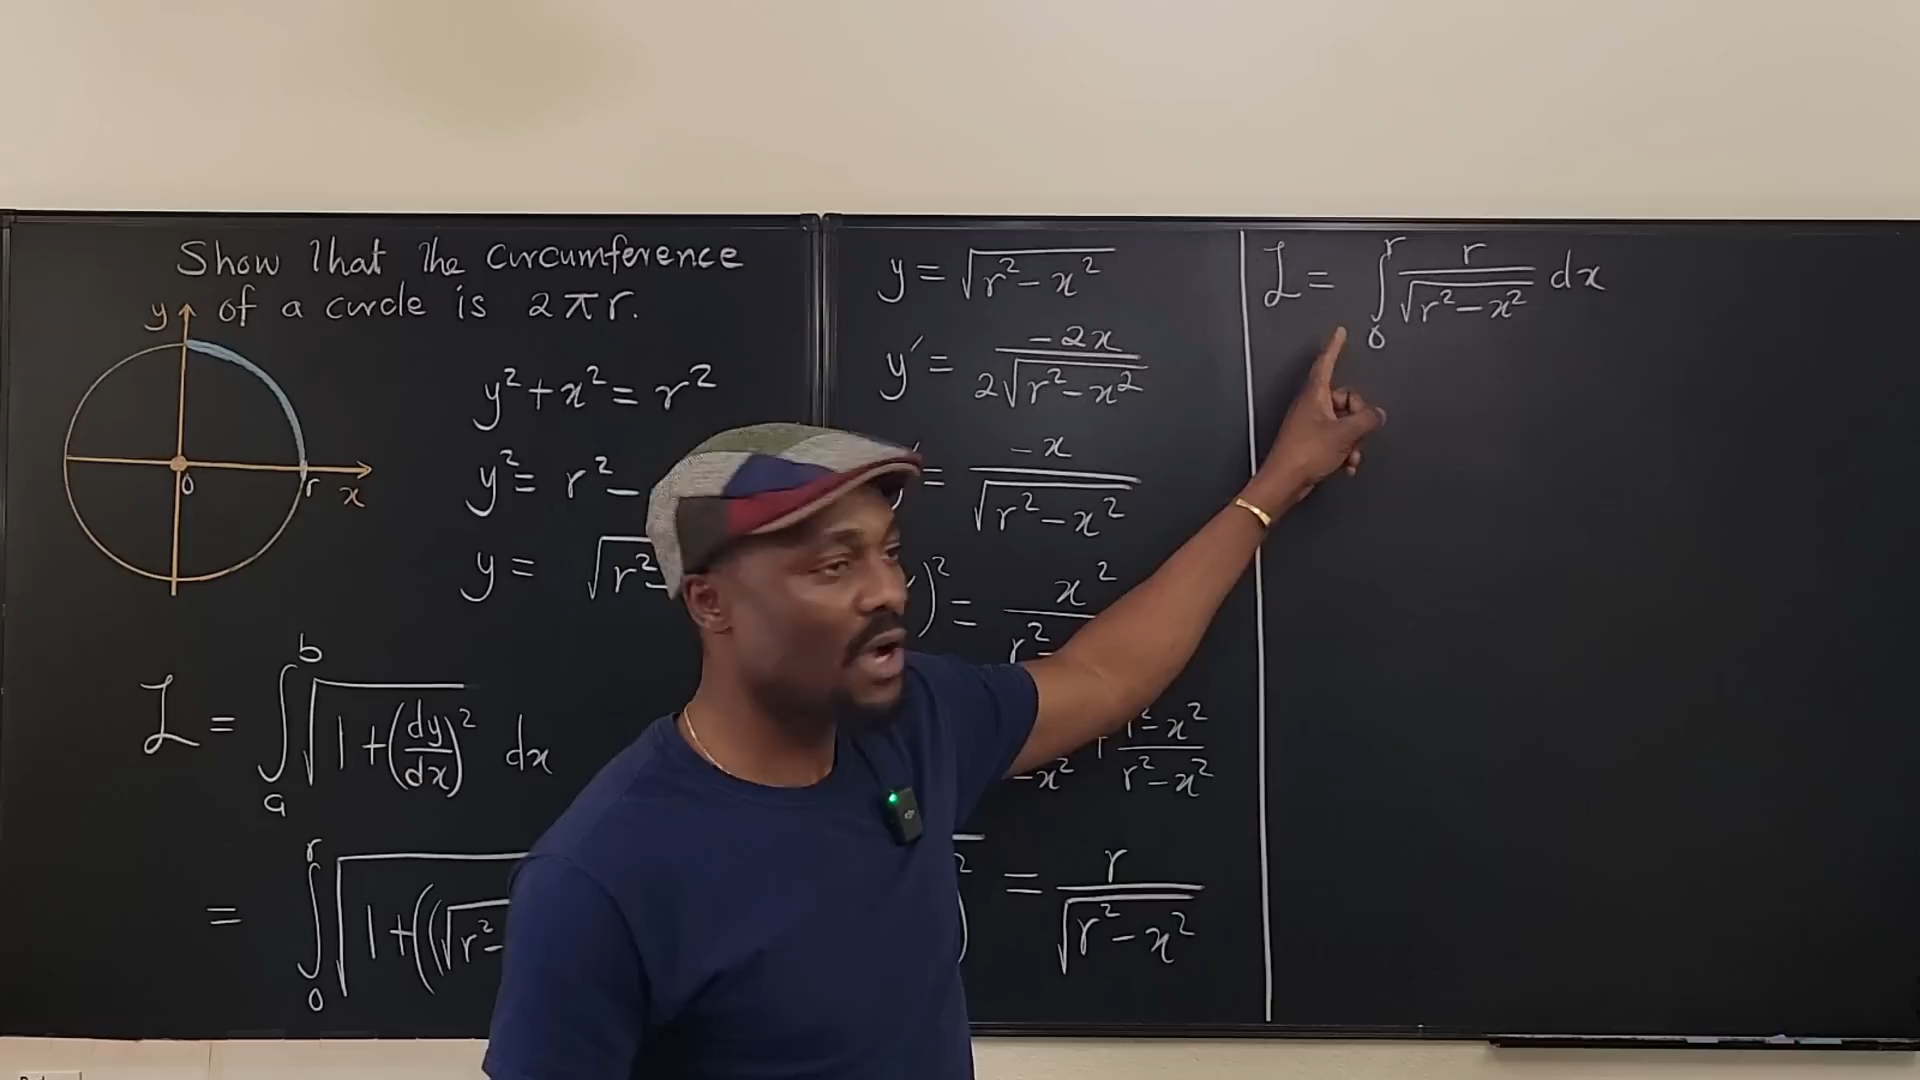 Show that the circumference
of a circle is 2πr.
y
0
r
x
y² + x² = r²
y² = r² -
y = √r² -
L = ∫ₐᵇ √1 + (dy/dx)² dx
= ∫₀ʳ √1 + ((√r² -
y = √r² - x²
y′ = -2x / 2√r² - x²
= -x / √r² - x²
)² = x² / r²
-x² + r² - x² / r² - x²
= r / √r² - x²
L = ∫₀ʳ r / √r² - x² dx